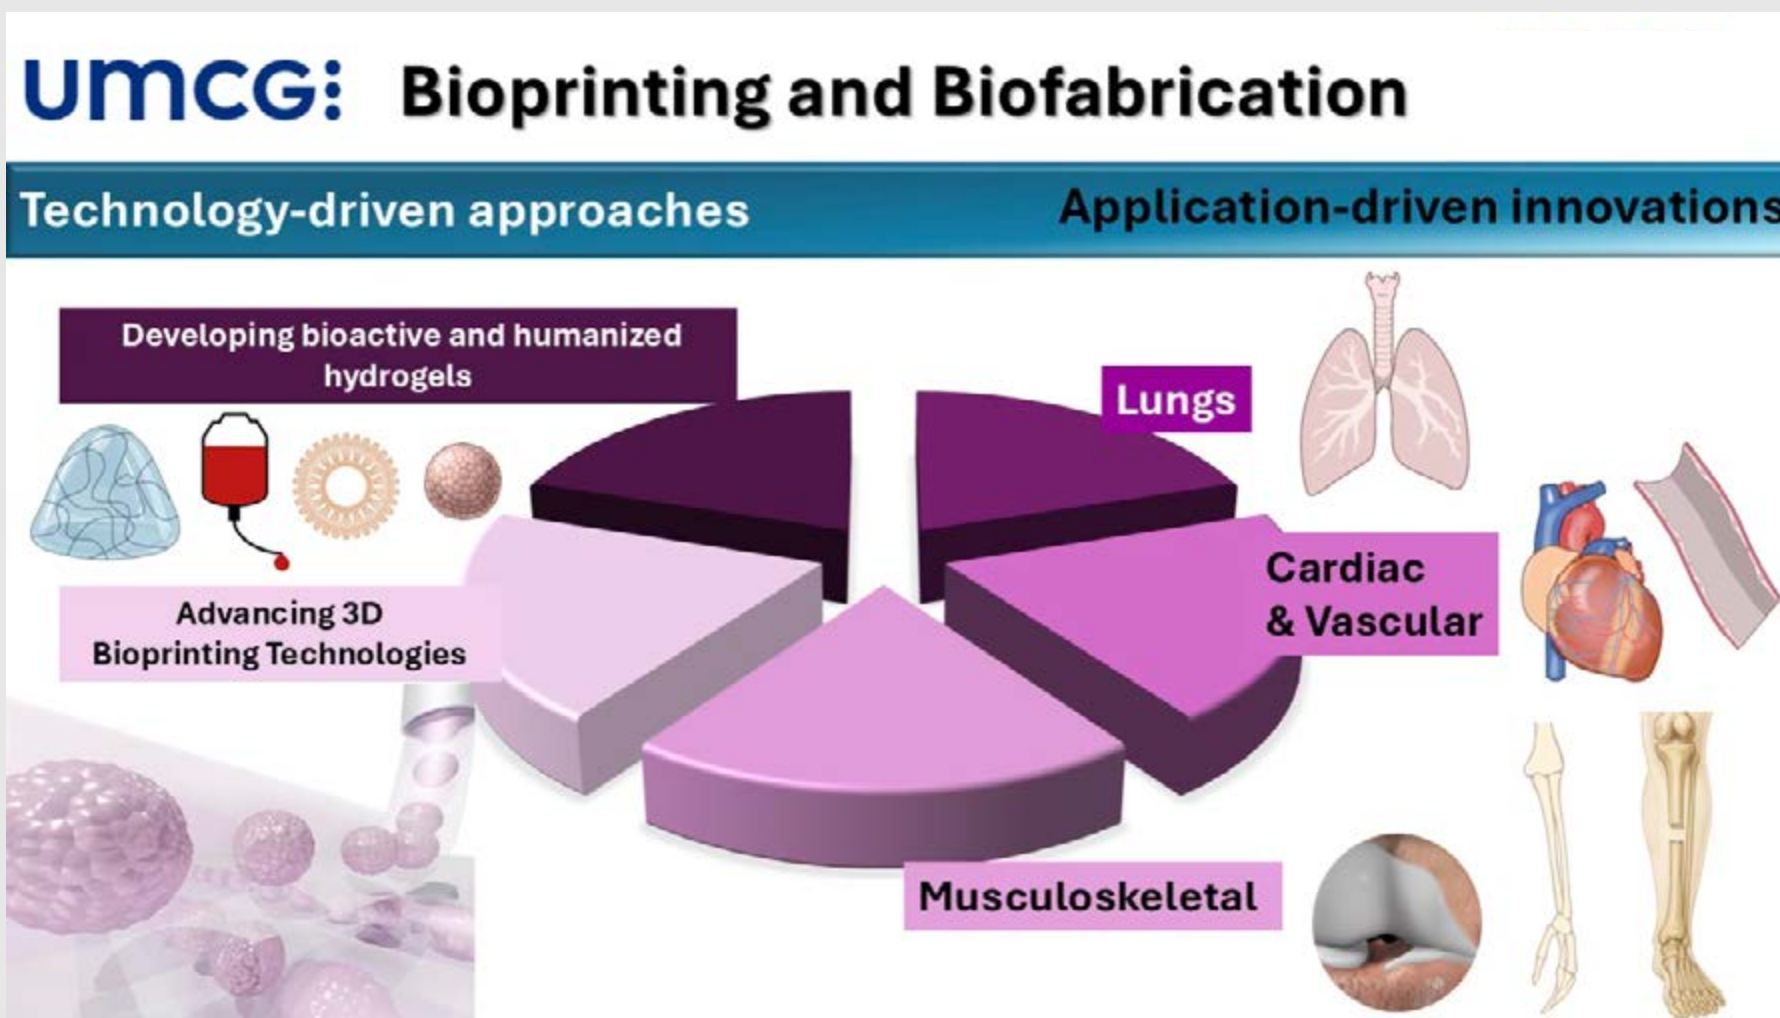 umcg
Bioprinting and Biofabrication
Technology-driven approaches
Application-driven innovations
Developing bioactive and humanized
hydrogels
Advancing 3D
Bioprinting Technologies
Lungs
Cardiac
& Vascular
Musculoskeletal